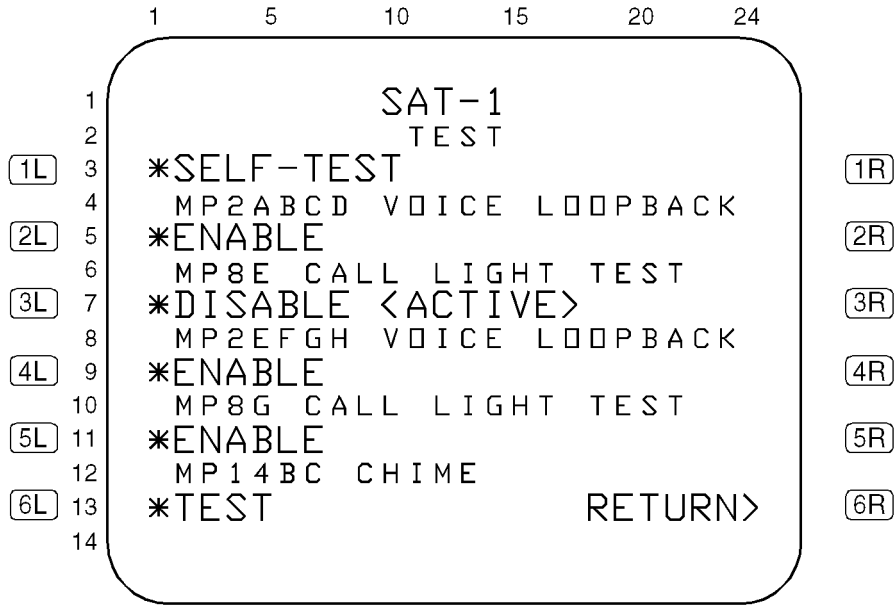 1 5 10 15 20 24
1 SAT-1
2 TEST
1L 3 *SELF-TEST 1R
4 MP2ABCD VOICE LOOPBACK
2L 5 *ENABLE 2R
6 MP8E CALL LIGHT TEST
3L 7 *DISABLE <ACTIVE> 3R
8 MP2EFGH VOICE LOOPBACK
4L 9 *ENABLE 4R
10 MP8G CALL LIGHT TEST
5L 11 *ENABLE 5R
12 MP14BC CHIME
6L 13 *TEST RETURN> 6R
14